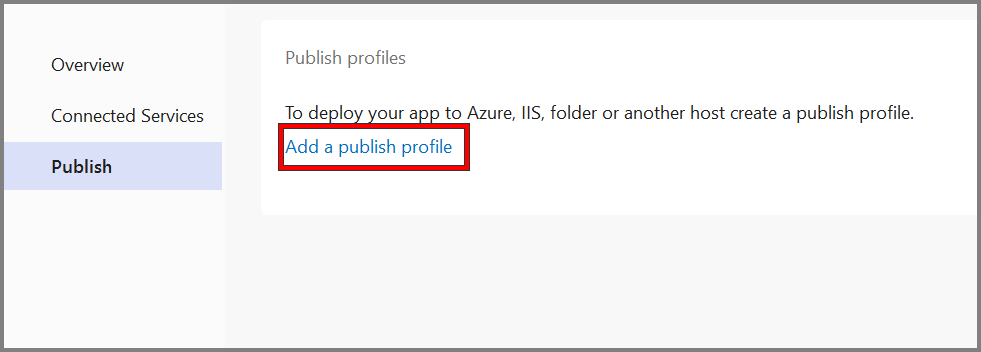 Overview
Connected Services
Publish
Publish profiles
To deploy your app to Azure, IIS, folder or another host create a publish profile.
Add a publish profile